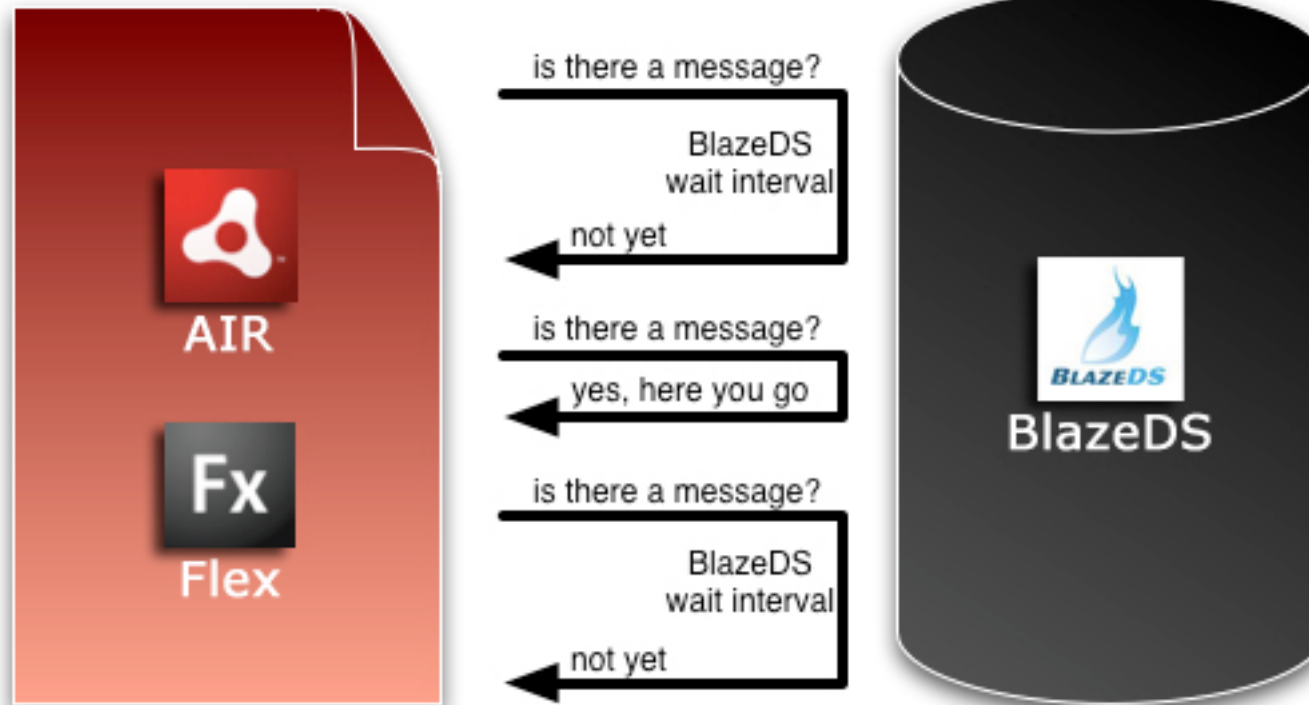 is there a message?
BlazeDS
wait interval
not yet
AIR
is there a message?
yes, here you go
BLAZEDS
BlazeDS
Fx
is there a message?
Flex
BlazeDS
wait interval
not yet